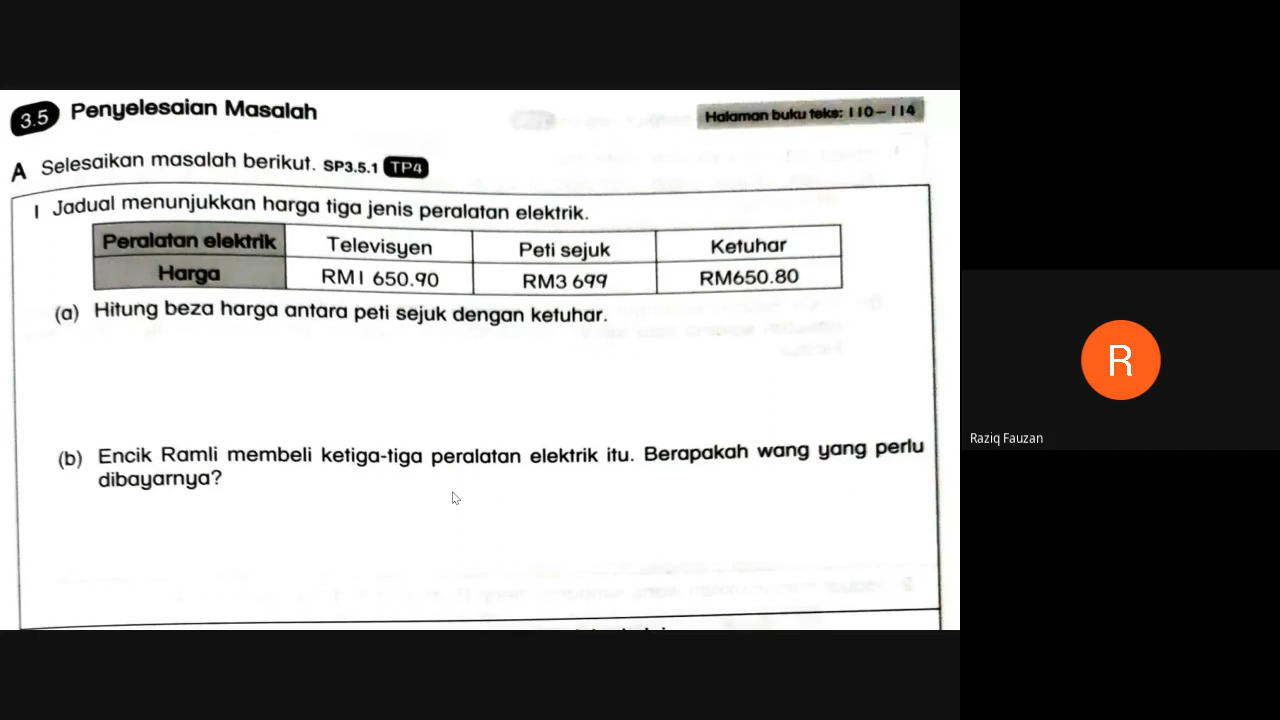 3.5 Penyelesaian Masalah
Halaman buku teks: 110 – 114
A Selesaikan masalah berikut. SP3.5.1 TP4
1 Jadual menunjukkan harga tiga jenis peralatan elektrik.
Peralatan elektrik Televisyen Peti sejuk Ketuhar
Harga RM1 650.90 RM3 699 RM650.80
(a) Hitung beza harga antara peti sejuk dengan ketuhar.
(b) Encik Ramli membeli ketiga-tiga peralatan elektrik itu. Berapakah wang yang perlu
dibayarnya?
R
Raziq Fauzan